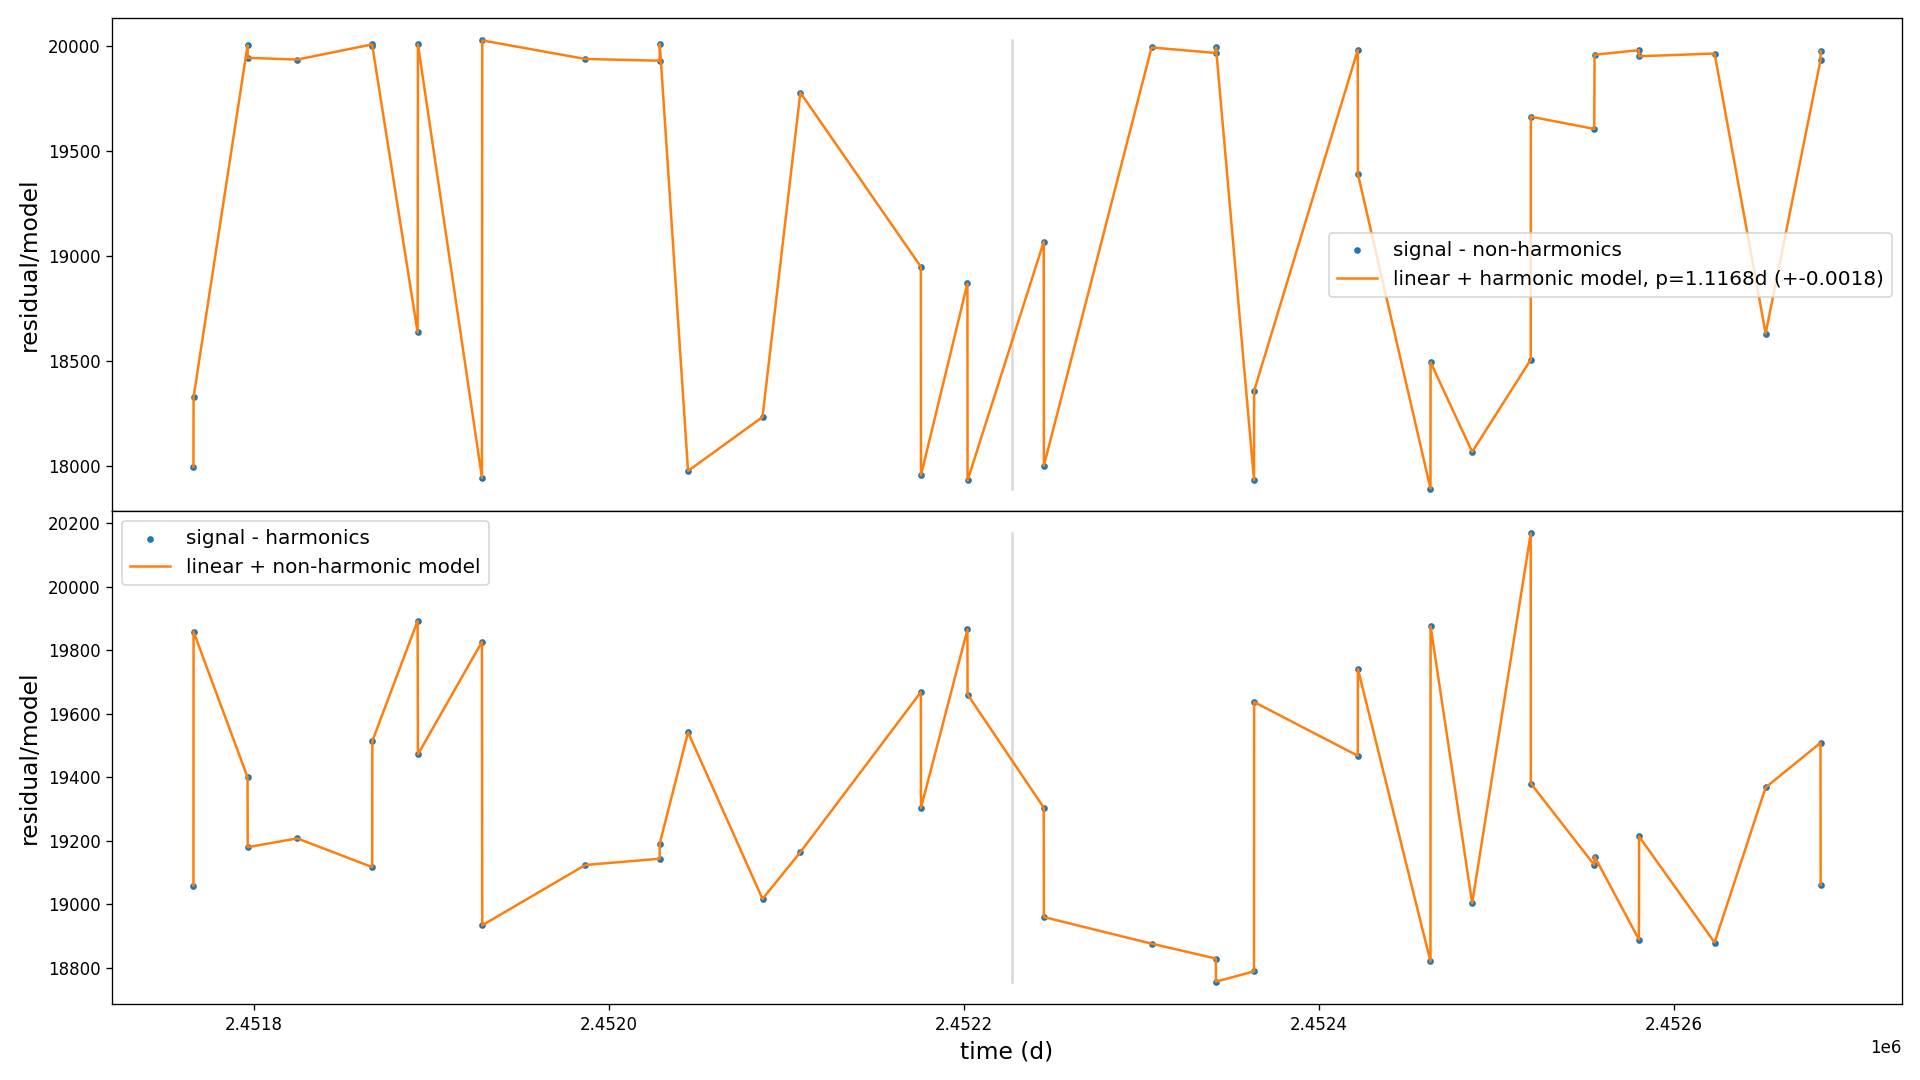 20000
19500
19000
18500
18000
residual/model
signal - non-harmonics
linear + harmonic model, p=1.1168d (+-0.0018)
20200
20000
19800
19600
19400
19200
19000
18800
residual/model
signal - harmonics
linear + non-harmonic model
2.4518
2.4520
2.4522
2.4524
2.4526
time (d)
1e6